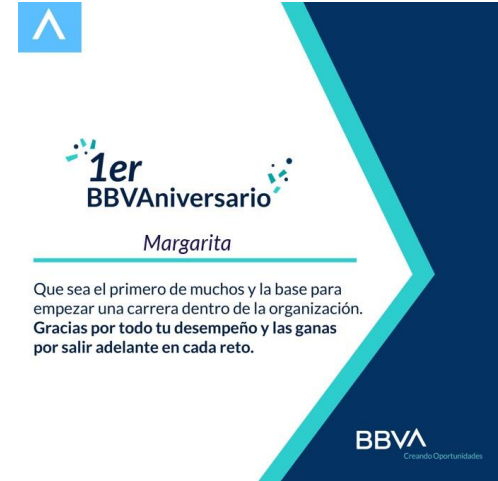 1er
BBVAniversario
Margarita
Que sea el primero de muchos y la base para
empezar una carrera dentro de la organización.
Gracias por todo tu desempeño y las ganas
por salir adelante en cada reto.
BBVA
Creando Oportunidades